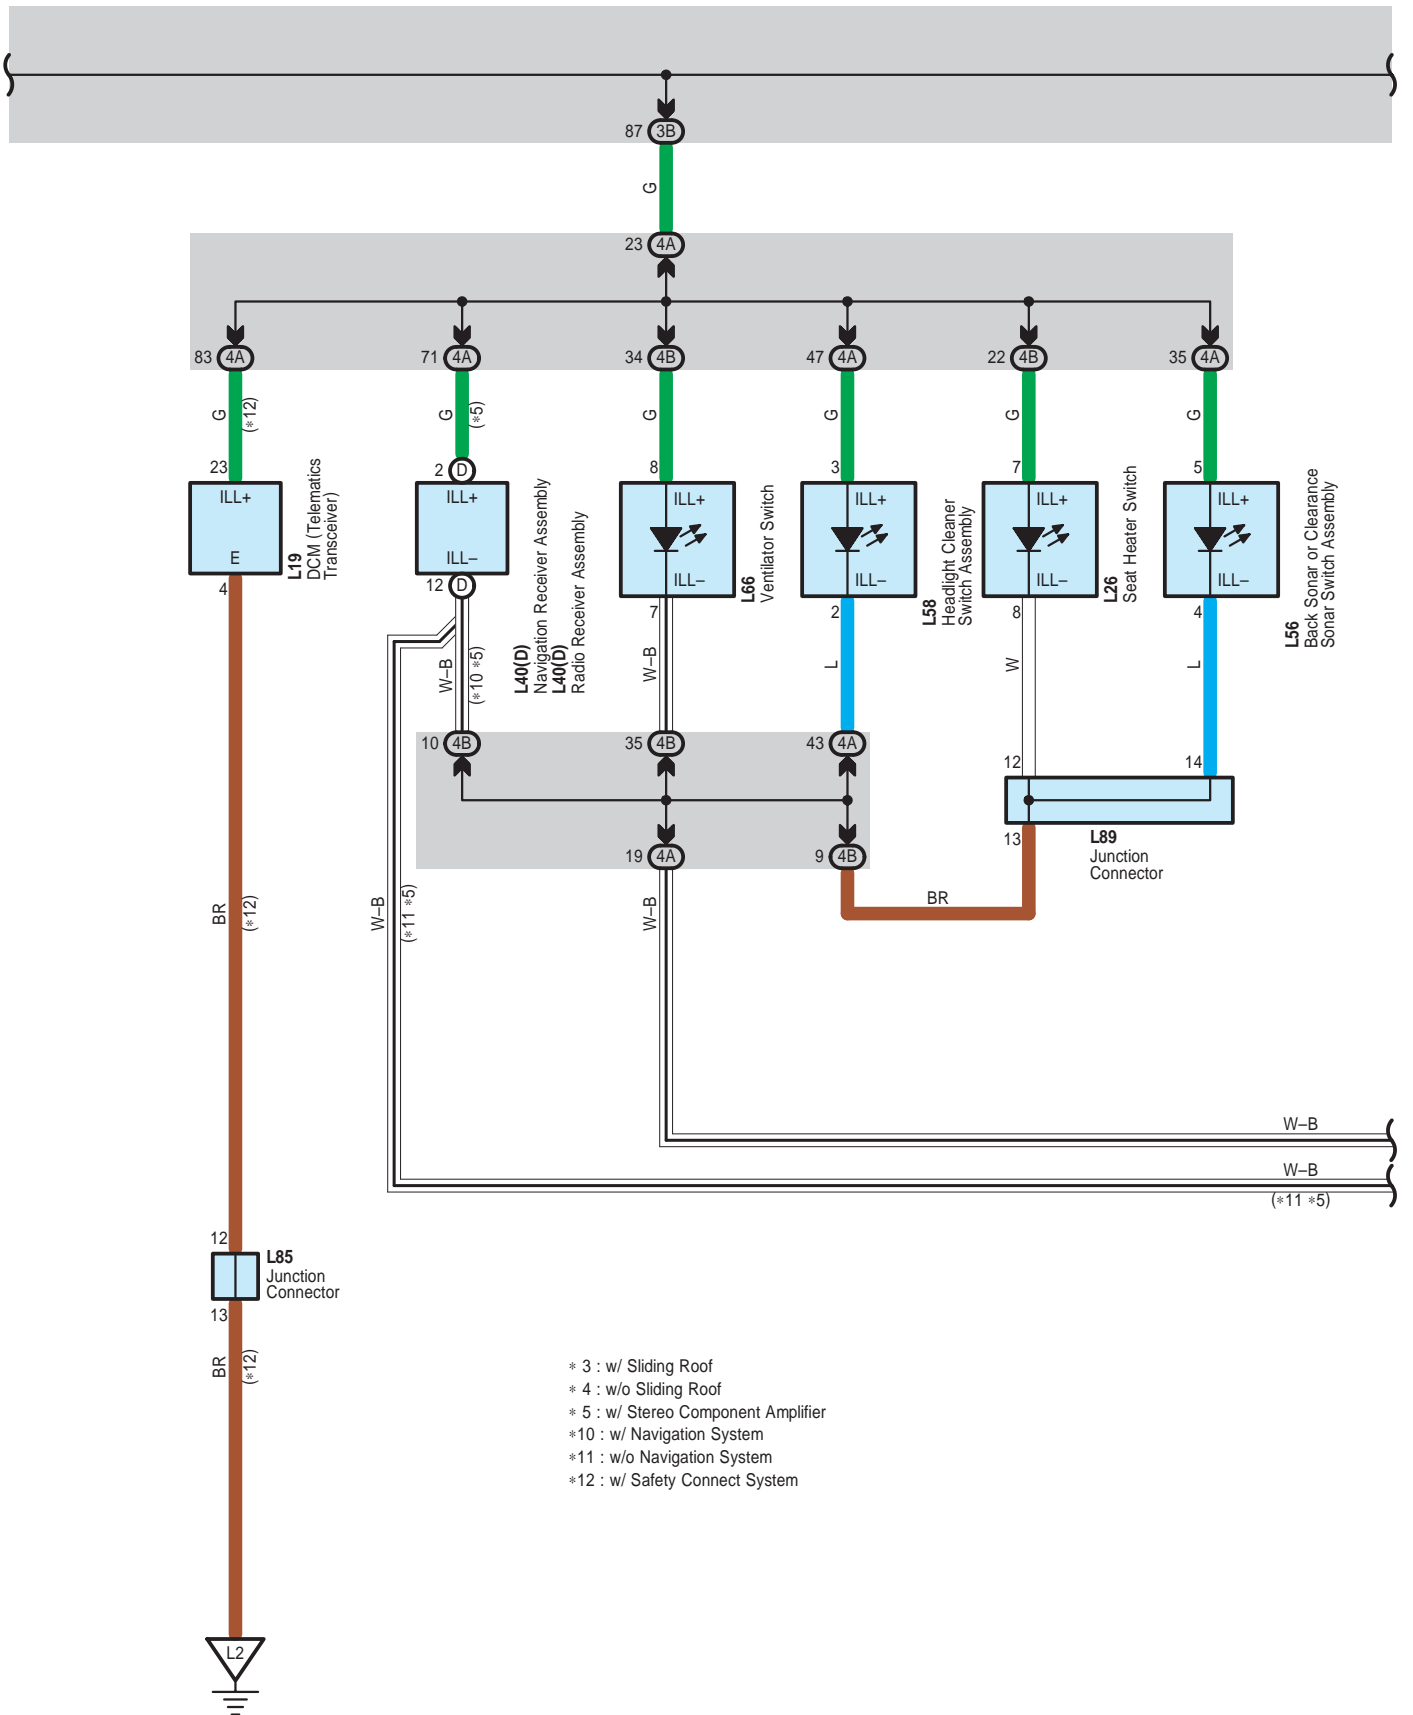 87 3B
G
23 4A
83 4A
71 4A
34 4B
47 4A
22 4B
35 4A
G
(*12)
G
(*5)
G
G
G
G
23
2 D
8
3
7
5
ILL+
E
4
L19
DCM (Telematics
Transceiver)
ILL+
ILL–
12 D
L40(D)
Navigation Receiver Assembly
L40(D)
Radio Receiver Assembly
ILL+
ILL–
7
L66
Ventilator Switch
ILL+
ILL–
2
L58
Headlight Cleaner
Switch Assembly
ILL+
ILL–
8
L26
Seat Heater Switch
ILL+
ILL–
4
L56
Back Sonar or Clearance
Sonar Switch Assembly
W–B
(*10 *5)
W–B
L
W
L
10 4B
35 4B
43 4A
12
14
19 4A
9 4B
13
L89
Junction
Connector
BR
BR
(*12)
W–B
(*11 *5)
W–B
W–B
W–B
(*11 *5)
12
L85
Junction
Connector
13
BR
(*12)
* 3 : w/ Sliding Roof
* 4 : w/o Sliding Roof
* 5 : w/ Stereo Component Amplifier
*10 : w/ Navigation System
*11 : w/o Navigation System
*12 : w/ Safety Connect System
L2